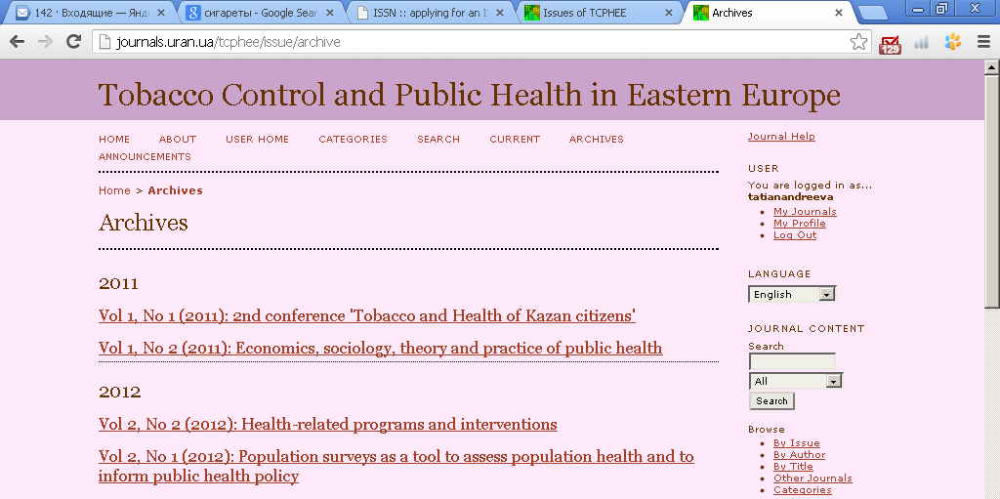 142 · Входящие — Янд
сигареты - Google Sear
ISSN :: applying for an I
Issues of TCPHEE
Archives
journals.uran.ua/tcphee/issue/archive
129
Tobacco Control and Public Health in Eastern Europe
HOME ABOUT USER HOME CATEGORIES SEARCH CURRENT ARCHIVES
ANNOUNCEMENTS
Home > Archives
Archives
2011
Vol 1, No 1 (2011): 2nd conference 'Tobacco and Health of Kazan citizens'
Vol 1, No 2 (2011): Economics, sociology, theory and practice of public health
2012
Vol 2, No 2 (2012): Health-related programs and interventions
Vol 2, No 1 (2012): Population surveys as a tool to assess population health and to
inform public health policy
Journal Help
USER
You are logged in as...
tatianandreeva
My Journals
My Profile
Log Out
LANGUAGE
English
JOURNAL CONTENT
Search
All
Search
Browse
By Issue
By Author
By Title
Other Journals
Categories